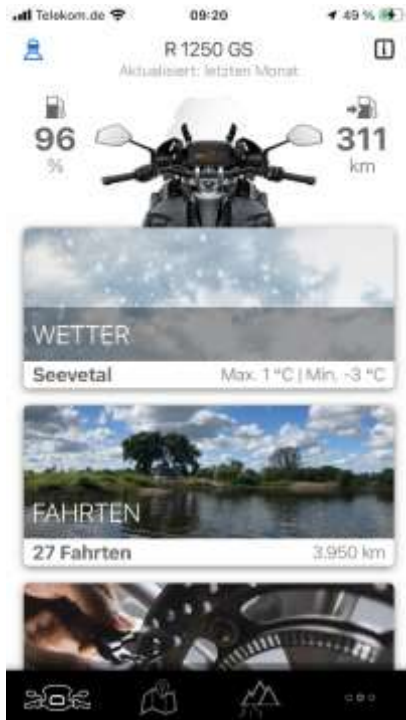 Telekom.de 09:20 49 %
R 1250 GS
Aktualisiert: letzten Monat
96 311
% km
WETTER
Seevetal Max. 1 °C | Min. -3 °C
FAHRTEN
27 Fahrten 3.950 km